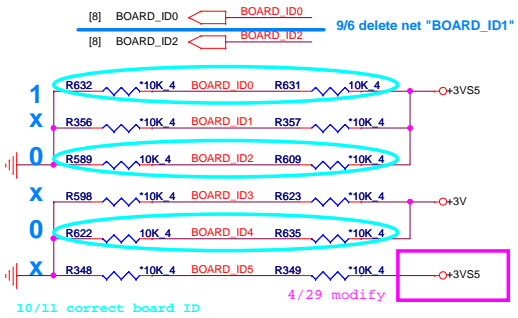 [8] BOARD_ID0 BOARD_ID0
9/6 delete net "BOARD_ID1"
[8] BOARD_ID2 BOARD_ID2
1 R632 *10K_4 BOARD_ID0 R631 10K_4 +3VS5
x R356 *10K_4 BOARD_ID1 R357 *10K_4
0 R589 10K_4 BOARD_ID2 R609 *10K_4
x R598 *10K_4 BOARD_ID3 R623 *10K_4 +3V
0 R622 10K_4 BOARD_ID4 R635 *10K_4
x R348 *10K_4 BOARD_ID5 R349 *10K_4 +3VS5
4/29 modify
10/11 correct board ID